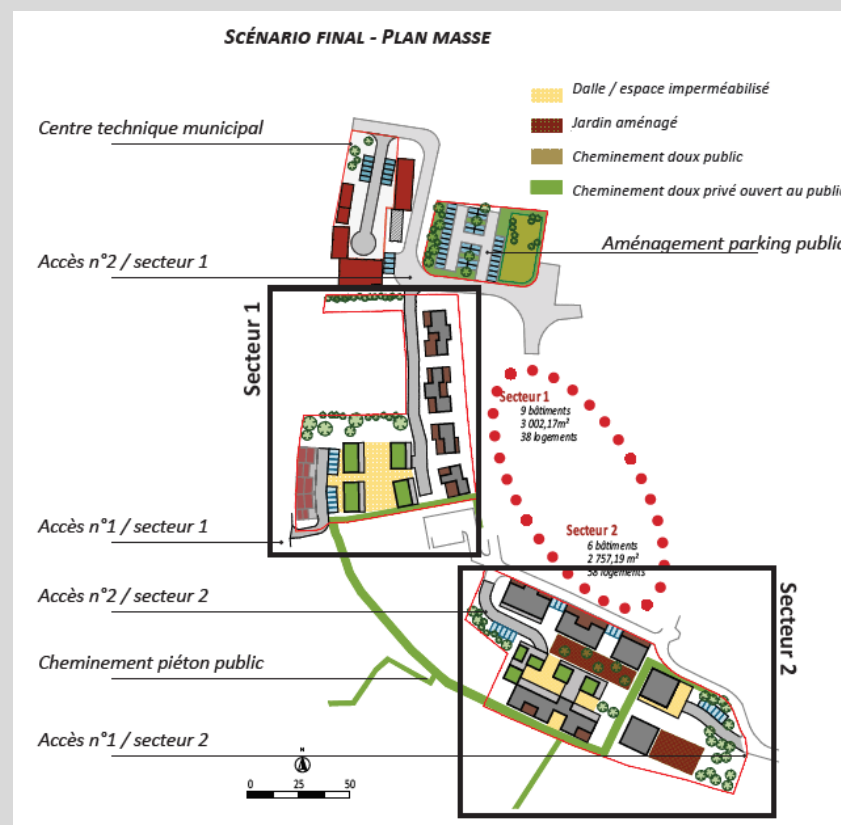 SCÉNARIO FINAL - PLAN MASSE
Dalle / espace imperméabilisé
Jardin aménagé
Cheminement doux public
Cheminement doux privé ouvert au public
Centre technique municipal
Aménagement parking public
Accès n°2 / secteur 1
Secteur 1
Secteur 1
9 bâtiments
3 002,17m²
38 logements
Accès n°1 / secteur 1
Secteur 2
6 bâtiments
2 757,19 m²
38 logements
Accès n°2 / secteur 2
Secteur 2
Cheminement piéton public
Accès n°1 / secteur 2
N
0 25 50